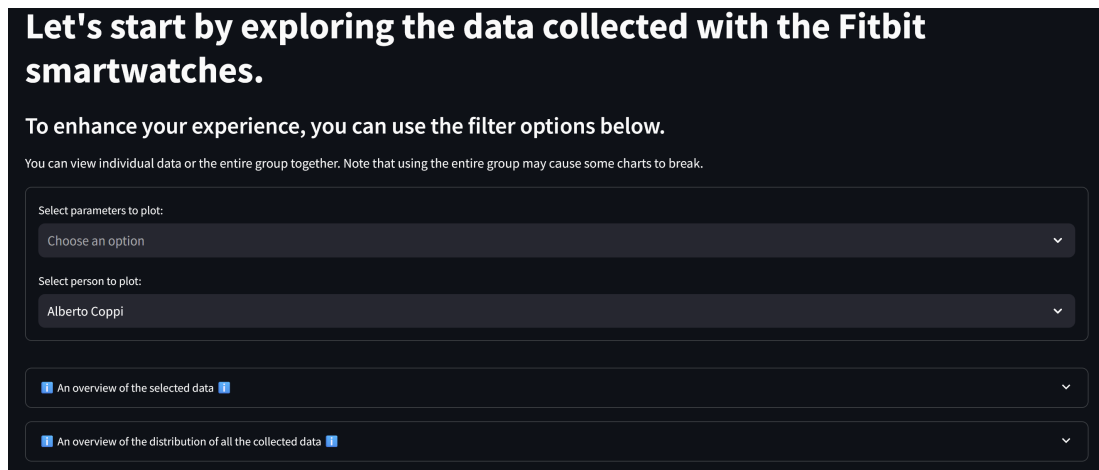 Let's start by exploring the data collected with the Fitbit
smartwatches.
To enhance your experience, you can use the filter options below.
You can view individual data or the entire group together. Note that using the entire group may cause some charts to break.
Select parameters to plot:
Choose an option
Select person to plot:
Alberto Coppi
ℹ️ An overview of the selected data ℹ️
ℹ️ An overview of the distribution of all the collected data ℹ️